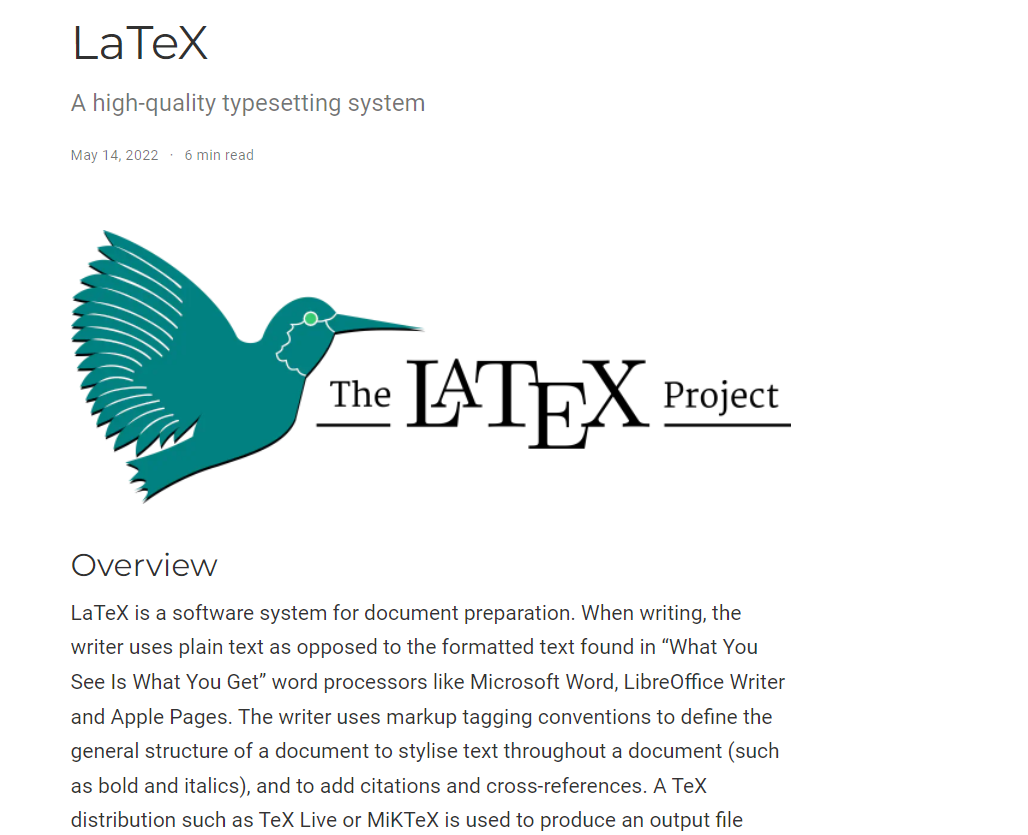 LaTeX
A high-quality typesetting system
May 14, 2022 · 6 min read
The LATEX Project
Overview
LaTeX is a software system for document preparation. When writing, the
writer uses plain text as opposed to the formatted text found in “What You
See Is What You Get” word processors like Microsoft Word, LibreOffice Writer
and Apple Pages. The writer uses markup tagging conventions to define the
general structure of a document to stylise text throughout a document (such
as bold and italics), and to add citations and cross-references. A TeX
distribution such as TeX Live or MiKTeX is used to produce an output file